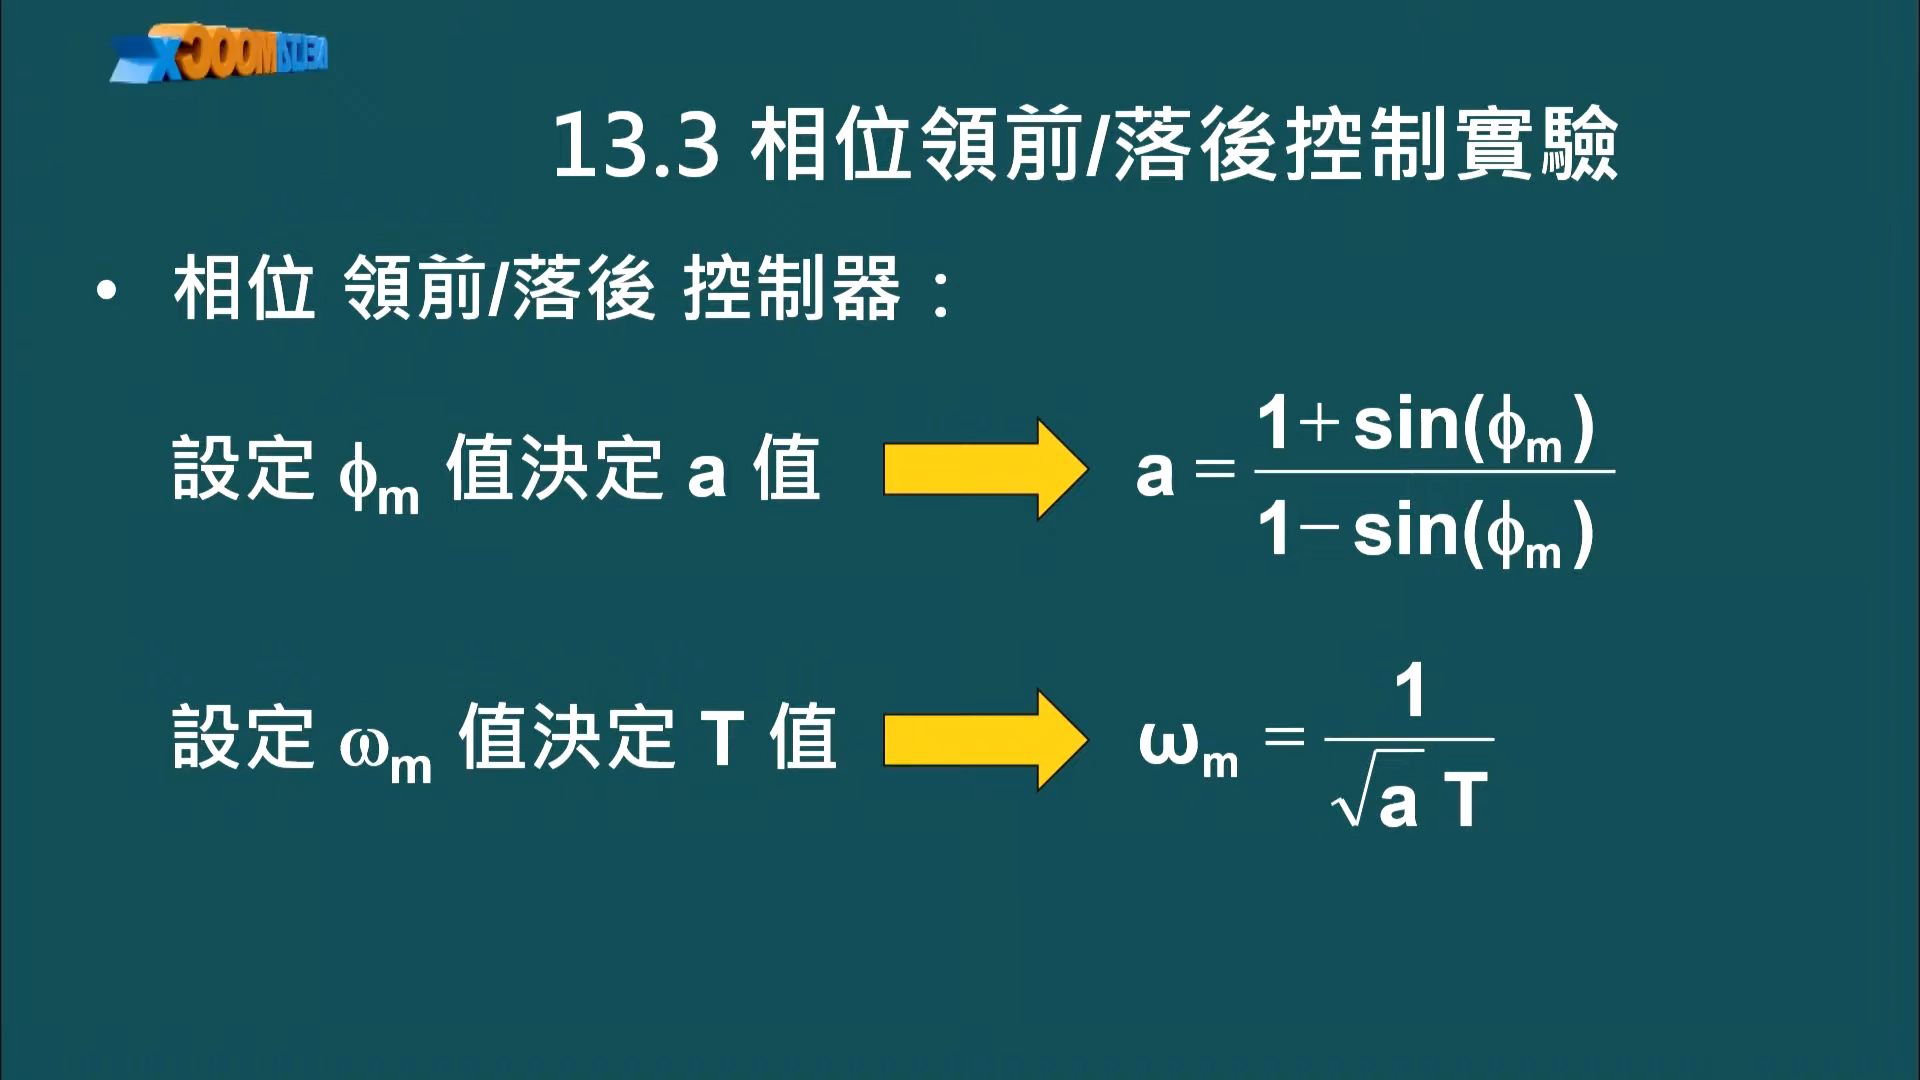 DELTAMOOCX
13.3 相位領前/落後控制實驗
• 相位 領前/落後 控制器：
設定 ϕm 值決定 a 值
a = 1+ sin(ϕm) / 1− sin(ϕm)
設定 ωm 值決定 T 值
ωm = 1 / √a T